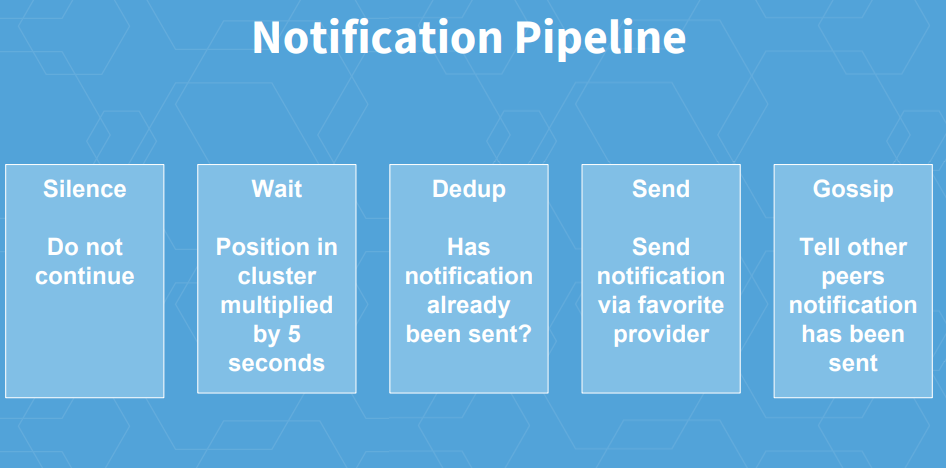 Notification Pipeline
Silence
Do not
continue
Wait
Position in
cluster
multiplied
by 5
seconds
Dedup
Has
notification
already
been sent?
Send
Send
notification
via favorite
provider
Gossip
Tell other
peers
notification
has been
sent